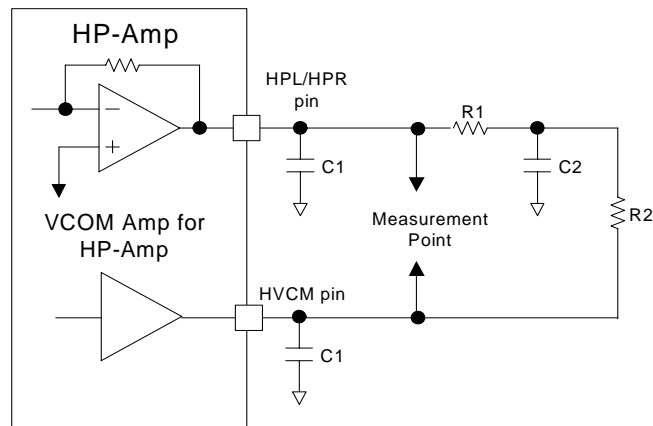 HP-Amp
HPL/HPR
pin
R1
−
+
C1
C2
R2
Measurement
Point
VCOM Amp for
HP-Amp
HVCM pin
C1